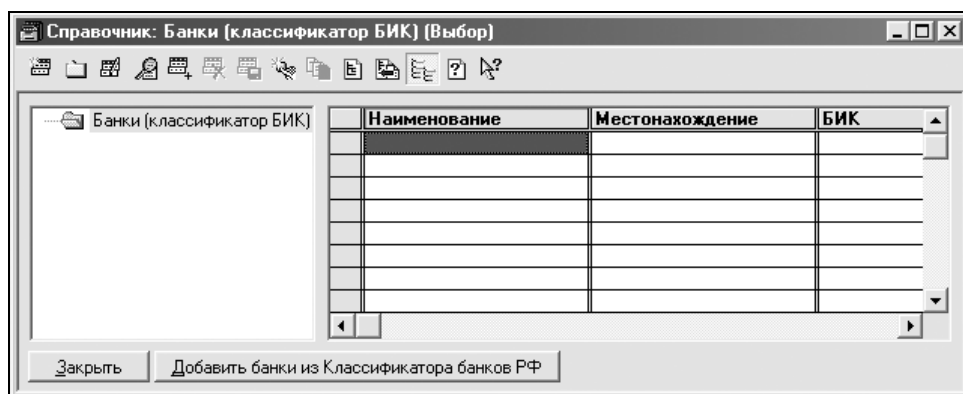 Справочник: Банки (классификатор БИК) (Выбор)
Банки (классификатор БИК)
Наименование Местонахождение БИК
Закрыть Добавить банки из Классификатора банков РФ